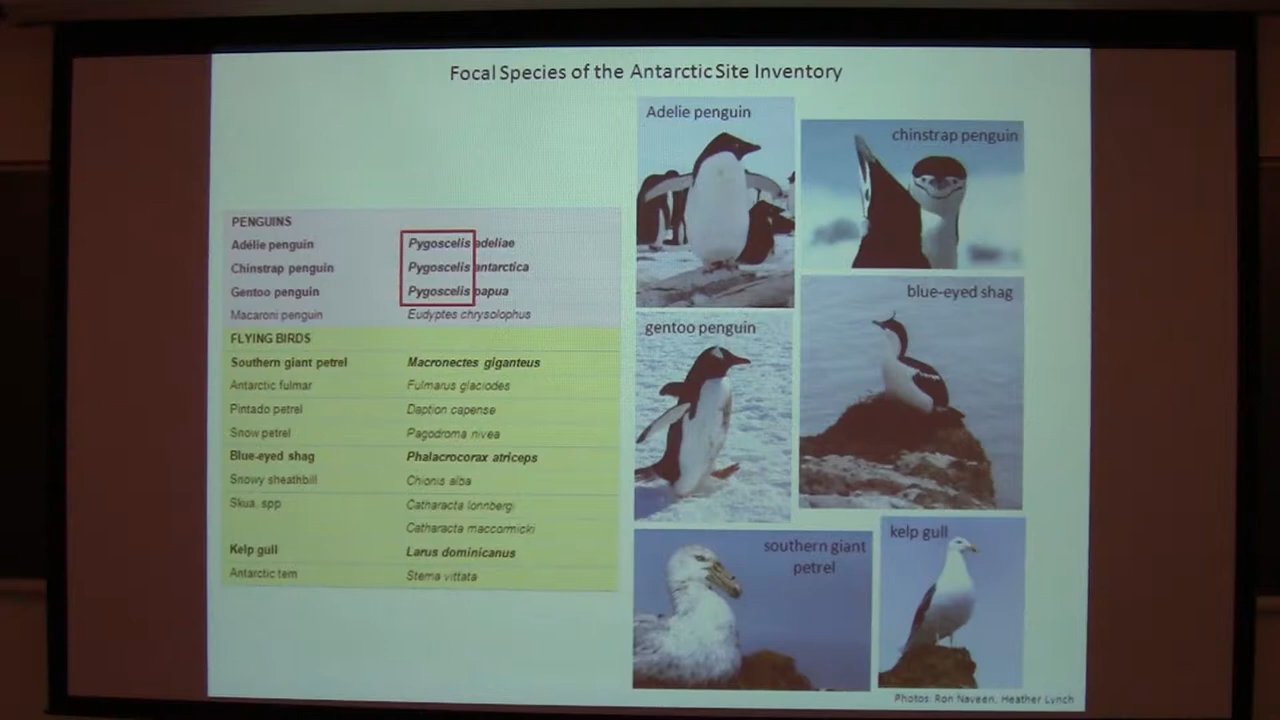 Focal Species of the Antarctic Site Inventory
PENGUINS
Adélie penguin Pygoscelis adeliae
Chinstrap penguin Pygoscelis antarctica
Gentoo penguin Pygoscelis papua
Macaroni penguin Eudyptes chrysolophus
FLYING BIRDS
Southern giant petrel Macronectes giganteus
Antarctic fulmar Fulmarus glaciodes
Pintado petrel Daption capense
Snow petrel Pagodroma nivea
Blue-eyed shag Phalacrocorax atriceps
Snowy sheathbill Chionis alba
Skua. spp Catharacta lonnbergi
Catharacta maccormicki
Kelp gull Larus dominicanus
Antarctic tern Sterna vittata
Adelie penguin
chinstrap penguin
gentoo penguin
blue-eyed shag
southern giant
petrel
kelp gull
Photos: Ron Naveen, Heather Lynch